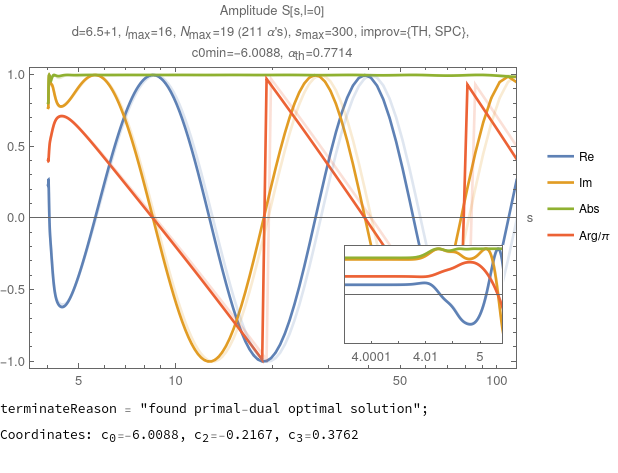 Amplitude S[s,l=0]
d=6.5+1, lmax=16, Nmax=19 (211 α's), smax=300, improv={TH, SPC},
c0min=-6.0088, αth=0.7714
1.0
0.5
0.0
-0.5
-1.0
5
10
50
100
s
Re
Im
Abs
Arg/π
4.0001
4.01
5
terminateReason = "found primal-dual optimal solution";
Coordinates: c0=-6.0088, c2=-0.2167, c3=0.3762